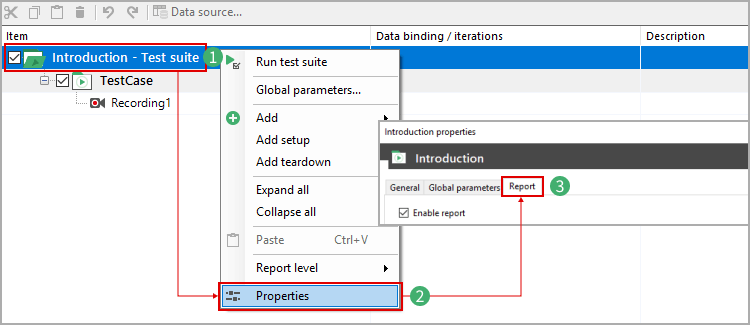 Data source...
Item Data binding / iterations Description
Introduction - Test suite 1
TestCase
Recording1
Run test suite
Global parameters...
Add
Add setup
Add teardown
Expand all
Collapse all
Paste Ctrl+V
Report level
Properties 2
Introduction properties
Introduction
General Global parameters Report 3
Enable report